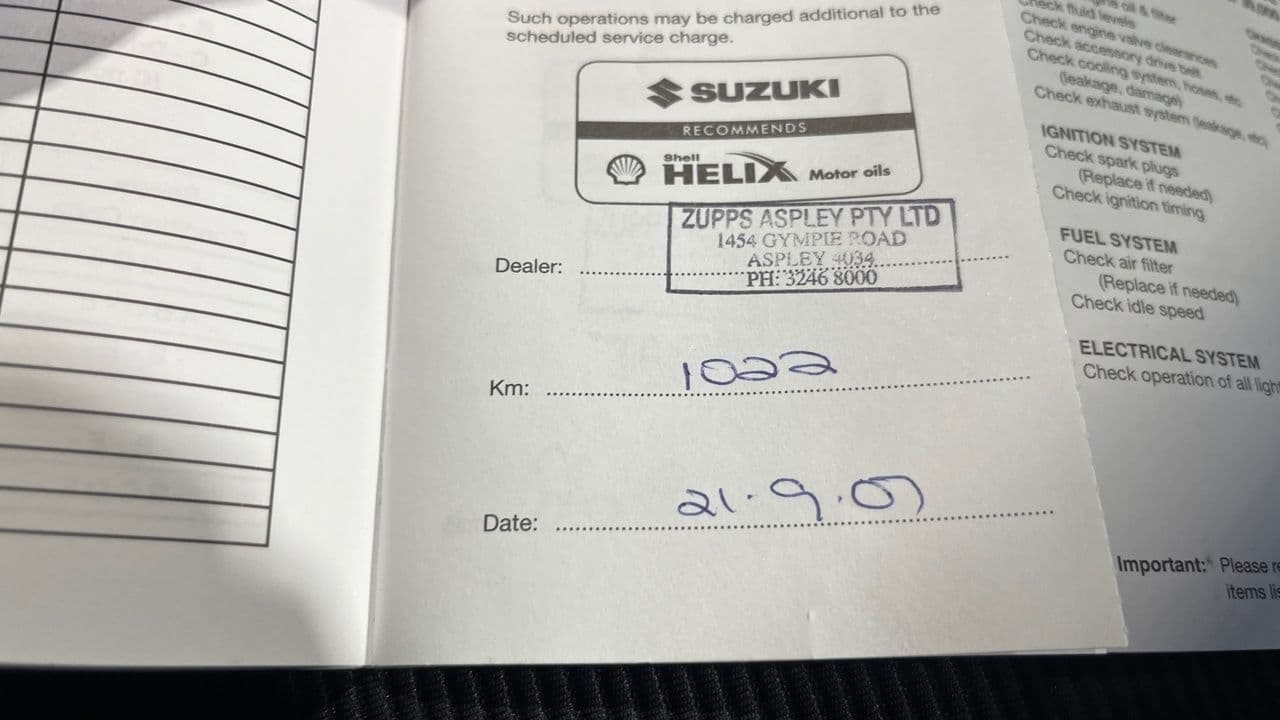 Such operations may be charged additional to the
scheduled service charge.
SUZUKI
RECOMMENDS
Shell
HELIX Motor oils
ZUPPS ASPLEY PTY LTD
1454 GYMPIE ROAD
ASPLEY 4034
PH: 3246 8000
Dealer:
Km: 1022
Date: 21.9.07
oil & filter
Check fluid levels
Check engine valve clearances
Check accessory drive belt
Check cooling system, hoses, etc
(leakage, damage)
Check exhaust system (leakage, etc)
IGNITION SYSTEM
Check spark plugs
(Replace if needed)
Check ignition timing
FUEL SYSTEM
Check air filter
(Replace if needed)
Check idle speed
ELECTRICAL SYSTEM
Check operation of all light
Important: Please re
items lis